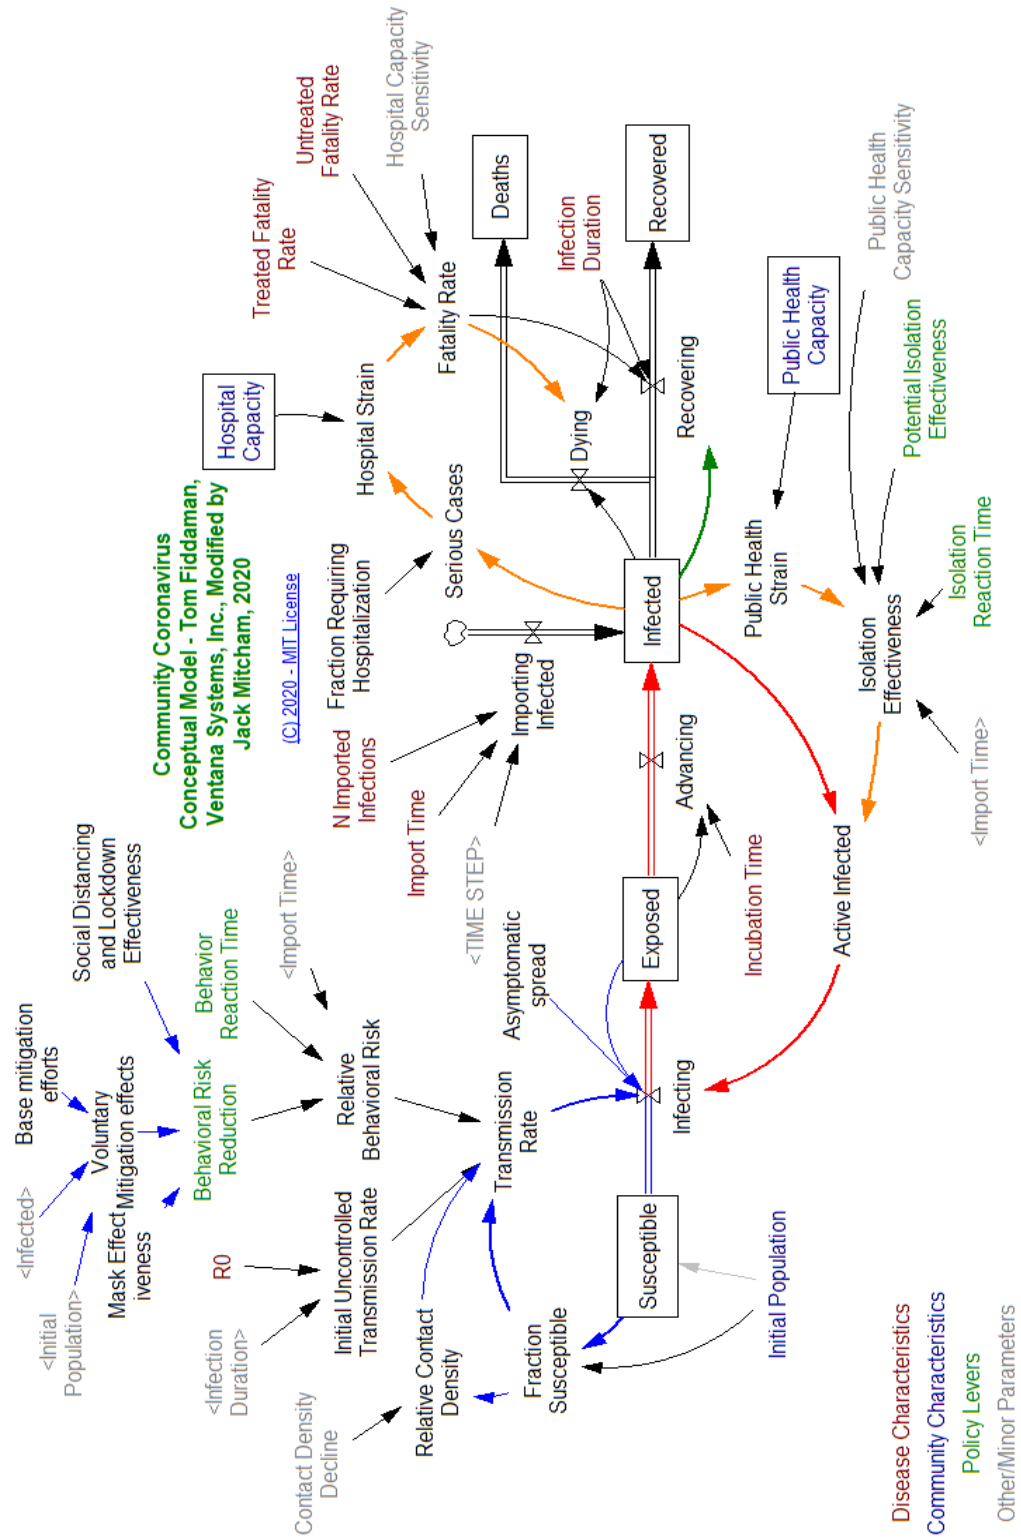 Community Coronavirus
Conceptual Model - Tom Fiddaman,
Ventana Systems, Inc., Modified by
Jack Mitcham, 2020
(C) 2020 - MIT License
<Initial
Population>
<Infected>
Base mitigation
efforts
Social Distancing
and Lockdown
Effectiveness
Mask Effect
iveness
Voluntary
Mitigation effects
Behavioral Risk
Reduction
Behavior
Reaction Time
<Import Time>
<Infection
Duration>
R0
Contact Density
Decline
Initial Uncontrolled
Transmission Rate
Relative
Behavioral Risk
Relative Contact
Density
Transmission
Rate
Asymptomatic
spread
Fraction
Susceptible
Susceptible
Infecting
Exposed
Advancing
Incubation Time
Initial Population
<TIME STEP>
Import Time
N Imported
Infections
Importing
Infected
Fraction Requiring
Hospitalization
Serious Cases
Hospital
Capacity
Hospital Strain
Treated Fatality
Rate
Untreated
Fatality Rate
Hospital Capacity
Sensitivity
Fatality Rate
Deaths
Dying
Infection
Duration
Infected
Recovering
Recovered
Public Health
Strain
Public Health
Capacity
Public Health
Capacity Sensitivity
Potential Isolation
Effectiveness
Isolation
Reaction Time
Isolation
Effectiveness
<Import Time>
Active Infected
Disease Characteristics
Community Characteristics
Policy Levers
Other/Minor Parameters